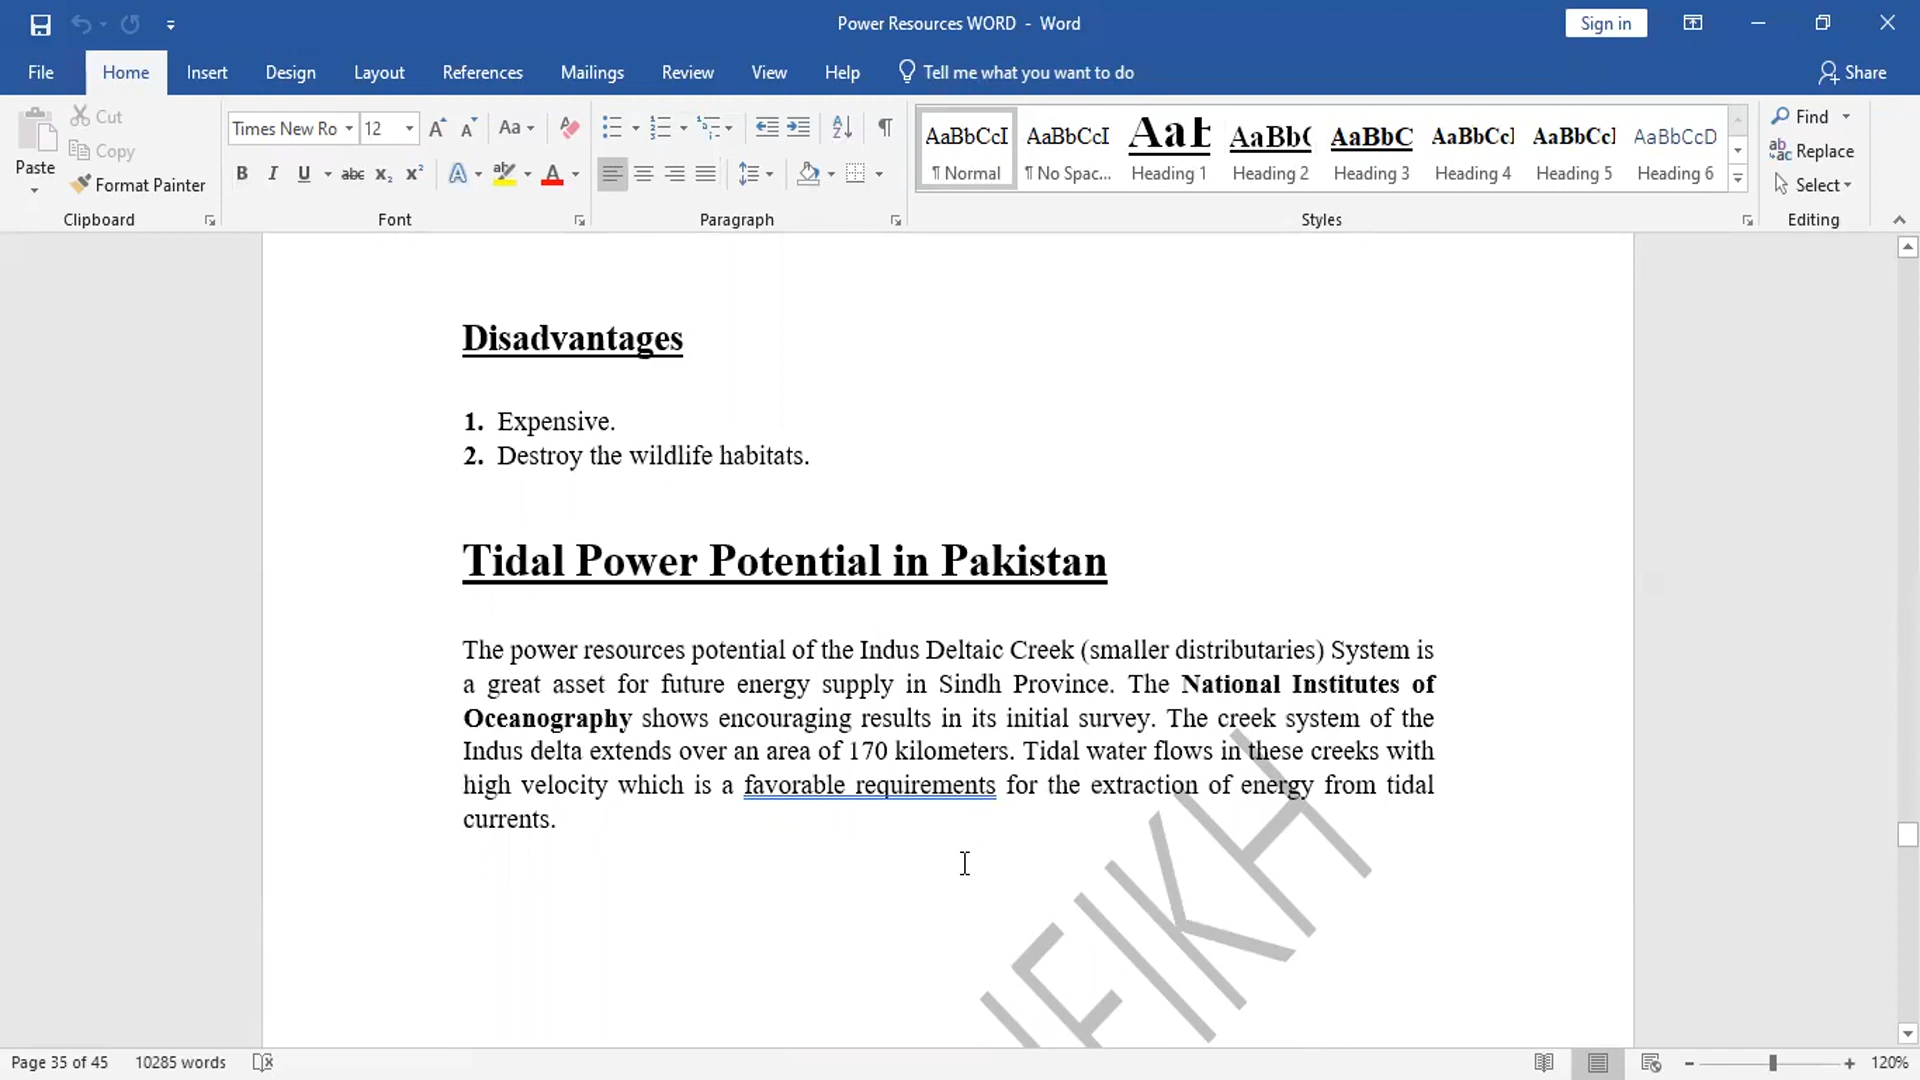 Power Resources WORD - Word
Sign in
File Home Insert Design Layout References Mailings Review View Help Tell me what you want to do Share
Paste
Cut
Copy
Format Painter
Clipboard
Times New Ro 12
Aa
B I U abc x₂ x² A ab A
Font
Paragraph
AaBbCcI ¶ Normal
AaBbCcI ¶ No Spac...
Heading 1
AaBb( Heading 2
AaBbC Heading 3
AaBbCcI Heading 4
AaBbCcI Heading 5
AaBbCcD Heading 6
Styles
Find
Replace
Select
Editing
Disadvantages
1. Expensive.
2. Destroy the wildlife habitats.
Tidal Power Potential in Pakistan
The power resources potential of the Indus Deltaic Creek (smaller distributaries) System is
a great asset for future energy supply in Sindh Province. The National Institutes of
Oceanography shows encouraging results in its initial survey. The creek system of the
Indus delta extends over an area of 170 kilometers. Tidal water flows in these creeks with
high velocity which is a favorable requirements for the extraction of energy from tidal
currents.
Page 35 of 45 10285 words 120%